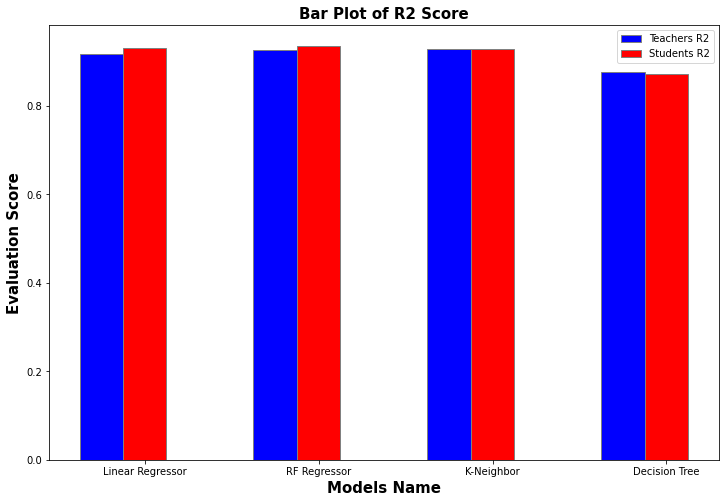 Bar Plot of R2 Score
Teachers R2
Students R2
Evaluation Score
0.8
0.6
0.4
0.2
0.0
Linear Regressor
RF Regressor
K-Neighbor
Decision Tree
Models Name